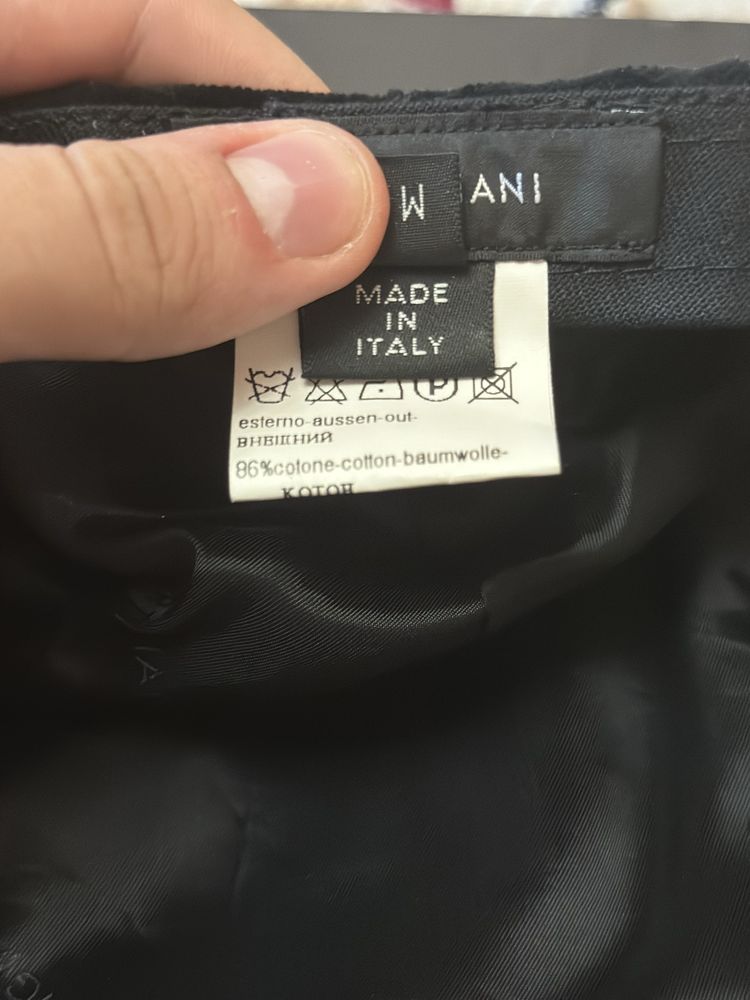 ANI
M
MADE
IN
ITALY
P
esterno-aussen-out-
внешний
86%cotone-cotton-baumwolle-
котон